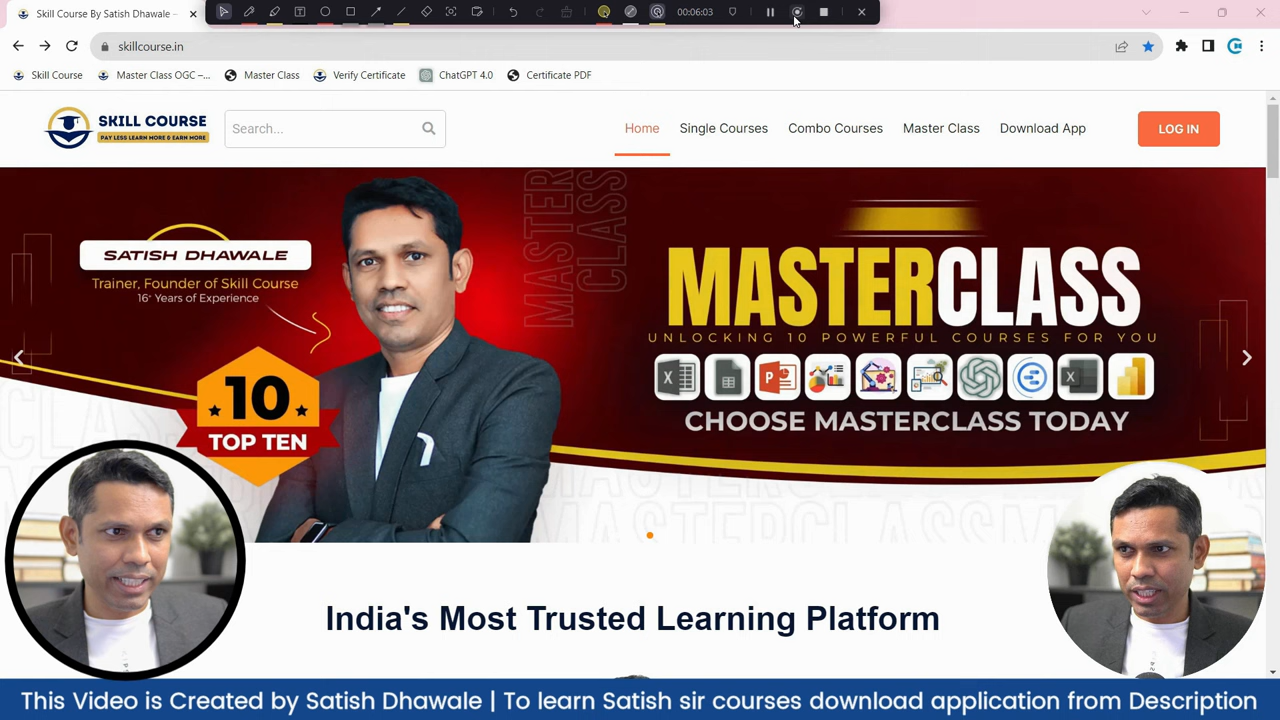 Skill Course By Satish Dhawale –
00:06:03
skillcourse.in
Skill Course
Master Class OGC –...
Master Class
Verify Certificate
ChatGPT 4.0
Certificate PDF
SKILL COURSE
PAY LESS LEARN MORE & EARN MORE
Search...
Home
Single Courses
Combo Courses
Master Class
Download App
LOG IN
MASTER
CLASS
SATISH DHAWALE
Trainer, Founder of Skill Course
16+ Years of Experience
10
TOP TEN
MASTERCLASS
UNLOCKING 10 POWERFUL COURSES FOR YOU
CHOOSE MASTERCLASS TODAY
India's Most Trusted Learning Platform
This Video is Created by Satish Dhawale | To learn Satish sir courses download application from Description